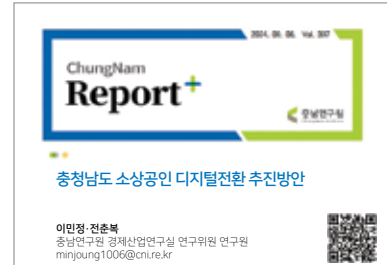 2024. 06. 06. Vol. 397
ChungNam
Report+
충남연구원
충청남도 소상공인 디지털전환 추진방안
이민정·전춘복
충남연구원 경제산업연구실 연구위원 연구원
minjoung1006@cni.re.kr